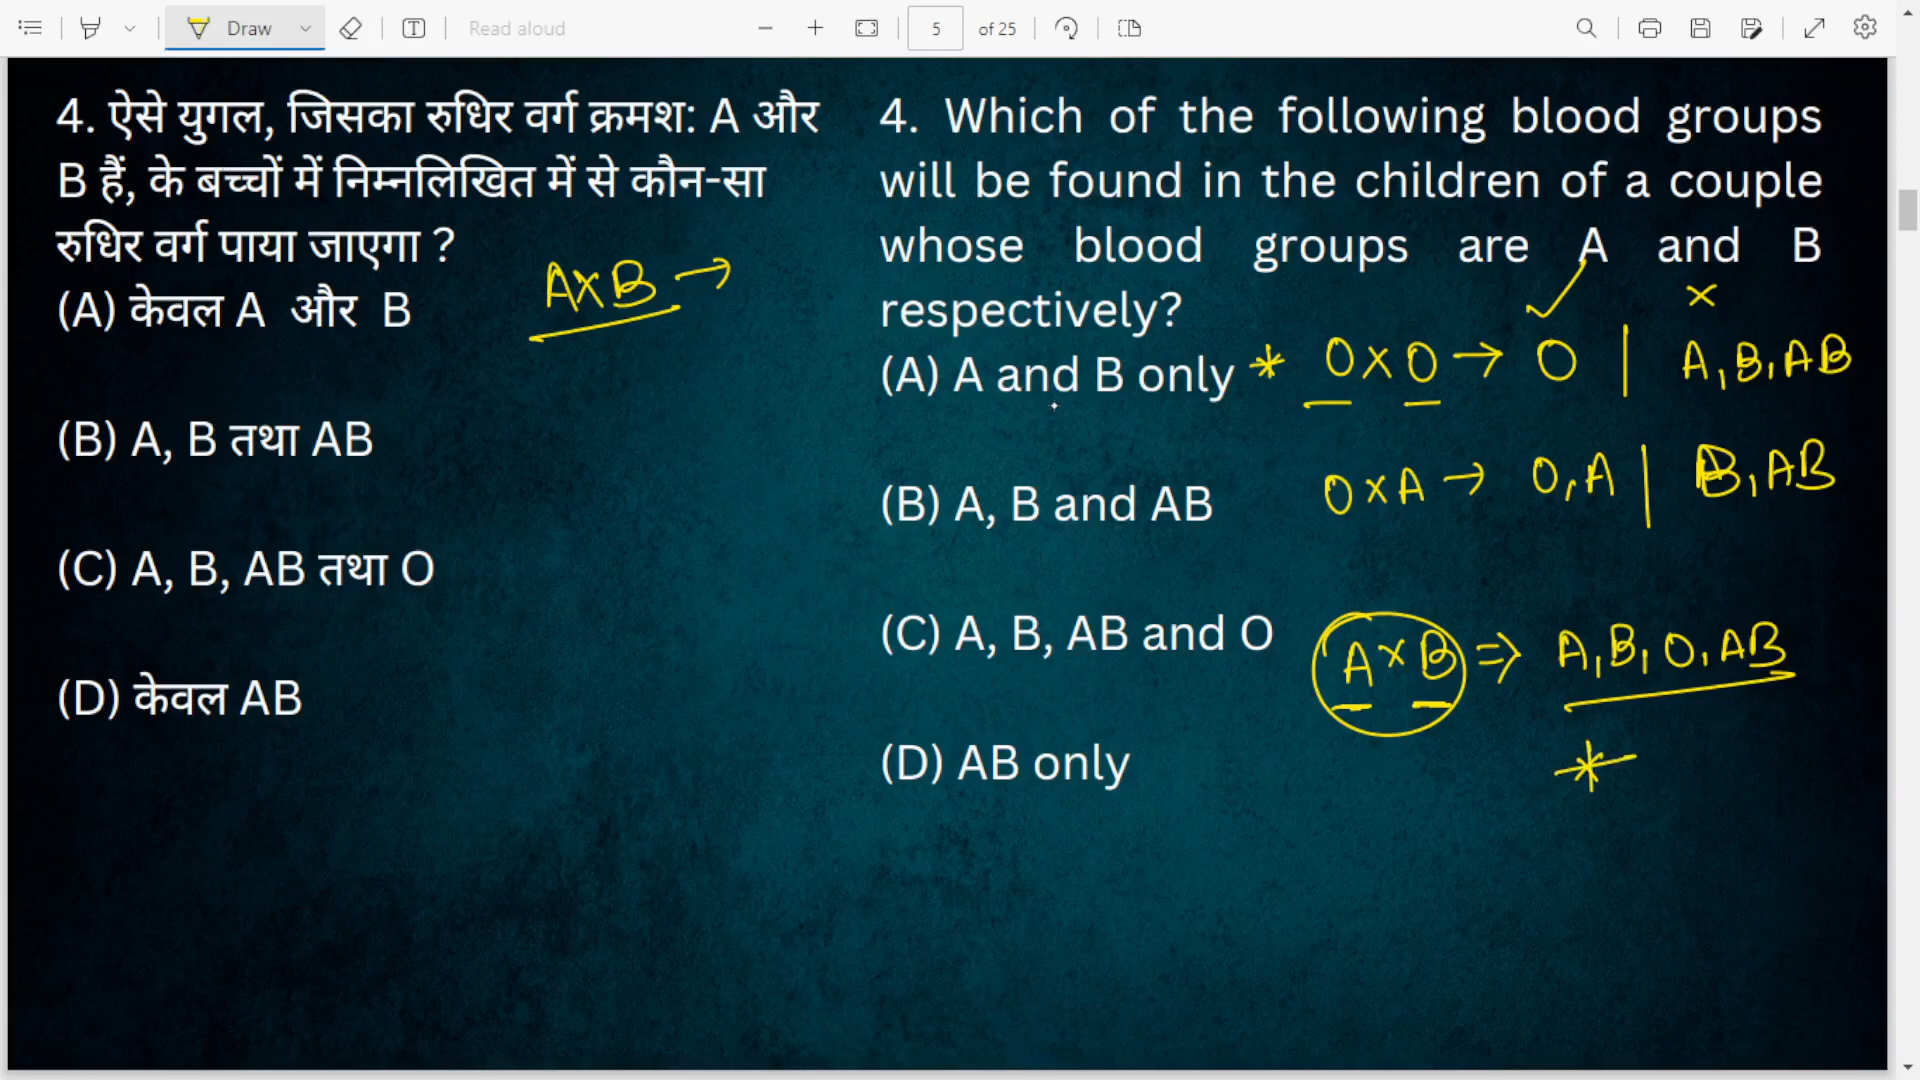 Draw
Read aloud
5 of 25
4. ऐसे युगल, जिसका रुधिर वर्ग क्रमश: A और
B हैं, के बच्चों में निम्नलिखित में से कौन-सा
रुधिर वर्ग पाया जाएगा ?
A×B →
(A) केवल A और B
(B) A, B तथा AB
(C) A, B, AB तथा O
(D) केवल AB
4. Which of the following blood groups
will be found in the children of a couple
whose blood groups are A and B
respectively?
✓ ×
(A) A and B only * O×O → O | A, B, AB
(B) A, B and AB O×A → O, A | B, AB
(C) A, B, AB and O A×B ⇒ A, B, O, AB
*
(D) AB only